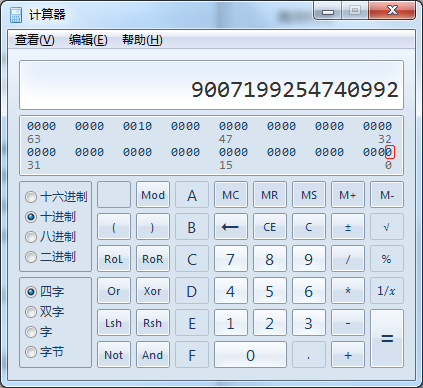 计算器
查看(V) 编辑(E) 帮助(H)
9007199254740992
0000 0000 0010 0000 0000 0000 0000 0000
63 47 32
0000 0000 0000 0000 0000 0000 0000 0000
31 15 0
十六进制
十进制
八进制
二进制
四字
双字
字
字节
Mod A MC MR MS M+ M-
( ) B ← CE C ± √
RoL RoR C 7 8 9 / %
Or Xor D 4 5 6 * 1/x
Lsh Rsh E 1 2 3 - =
Not And F 0 . +